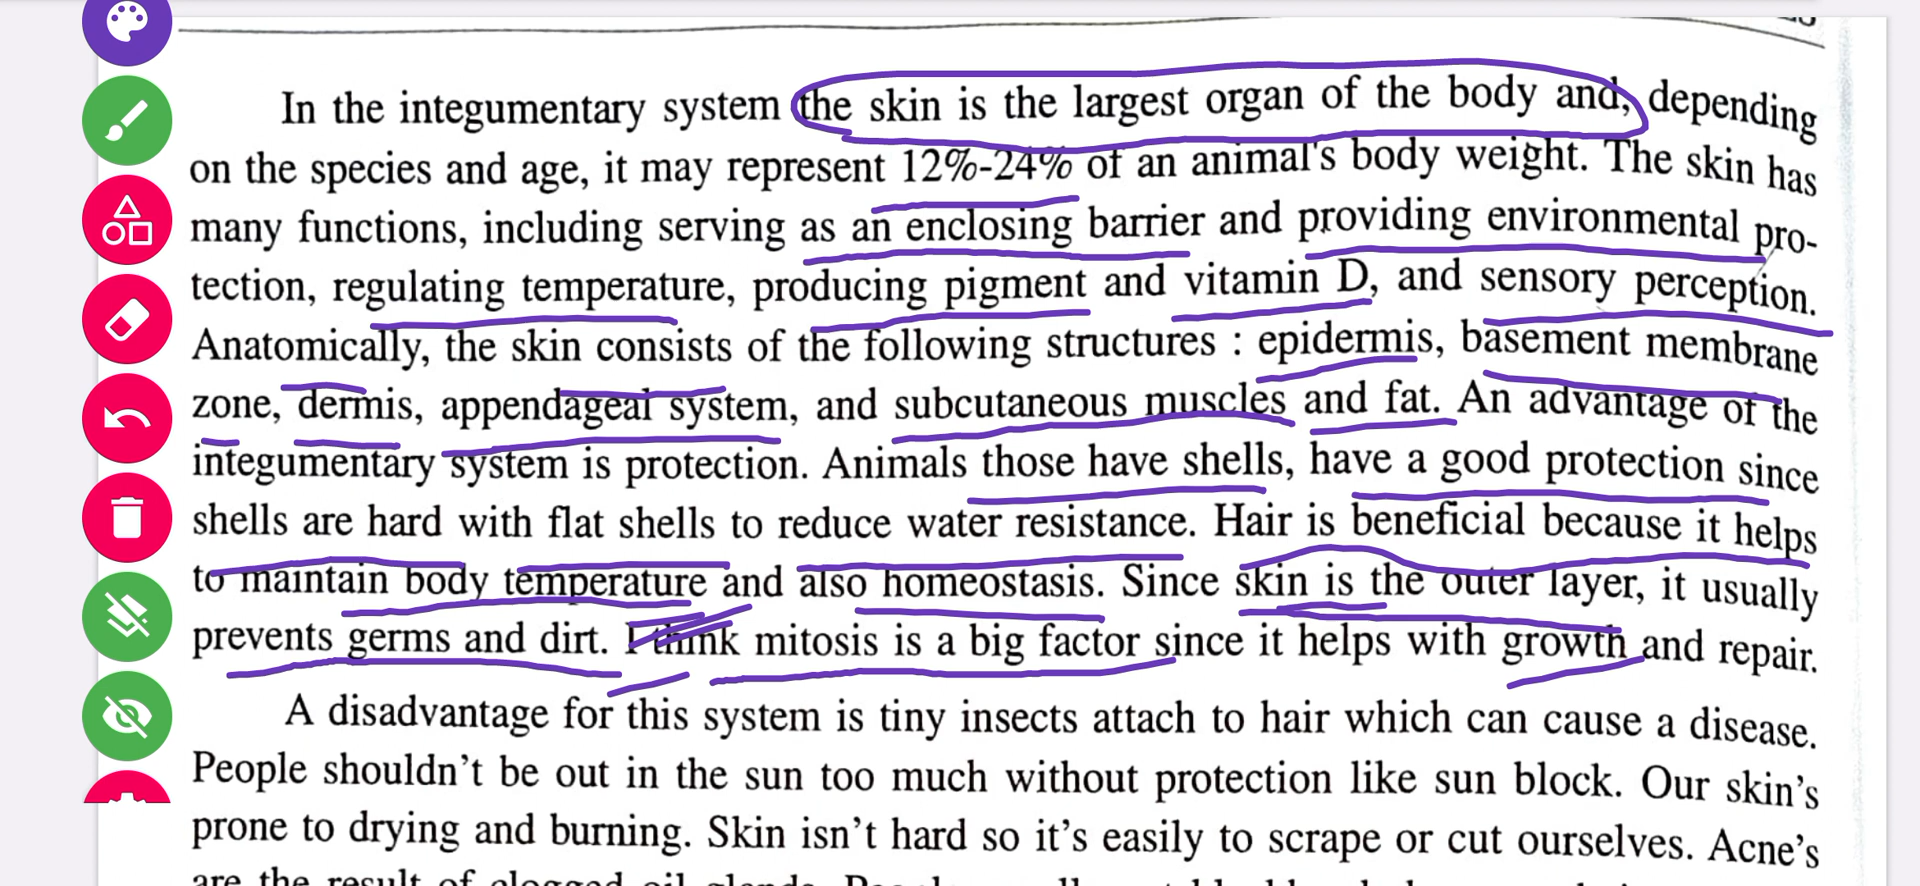 In the integumentary system the skin is the largest organ of the body and, depending
on the species and age, it may represent 12%-24% of an animal's body weight. The skin has
many functions, including serving as an enclosing barrier and providing environmental pro-
tection, regulating temperature, producing pigment and vitamin D, and sensory perception.
Anatomically, the skin consists of the following structures : epidermis, basement membrane
zone, dermis, appendageal system, and subcutaneous muscles and fat. An advantage of the
integumentary system is protection. Animals those have shells, have a good protection since
shells are hard with flat shells to reduce water resistance. Hair is beneficial because it helps
to maintain body temperature and also homeostasis. Since skin is the outer layer, it usually
prevents germs and dirt. I think mitosis is a big factor since it helps with growth and repair.
A disadvantage for this system is tiny insects attach to hair which can cause a disease.
People shouldn't be out in the sun too much without protection like sun block. Our skin's
prone to drying and burning. Skin isn't hard so it's easily to scrape or cut ourselves. Acne's
are the result of clogged oil glands.